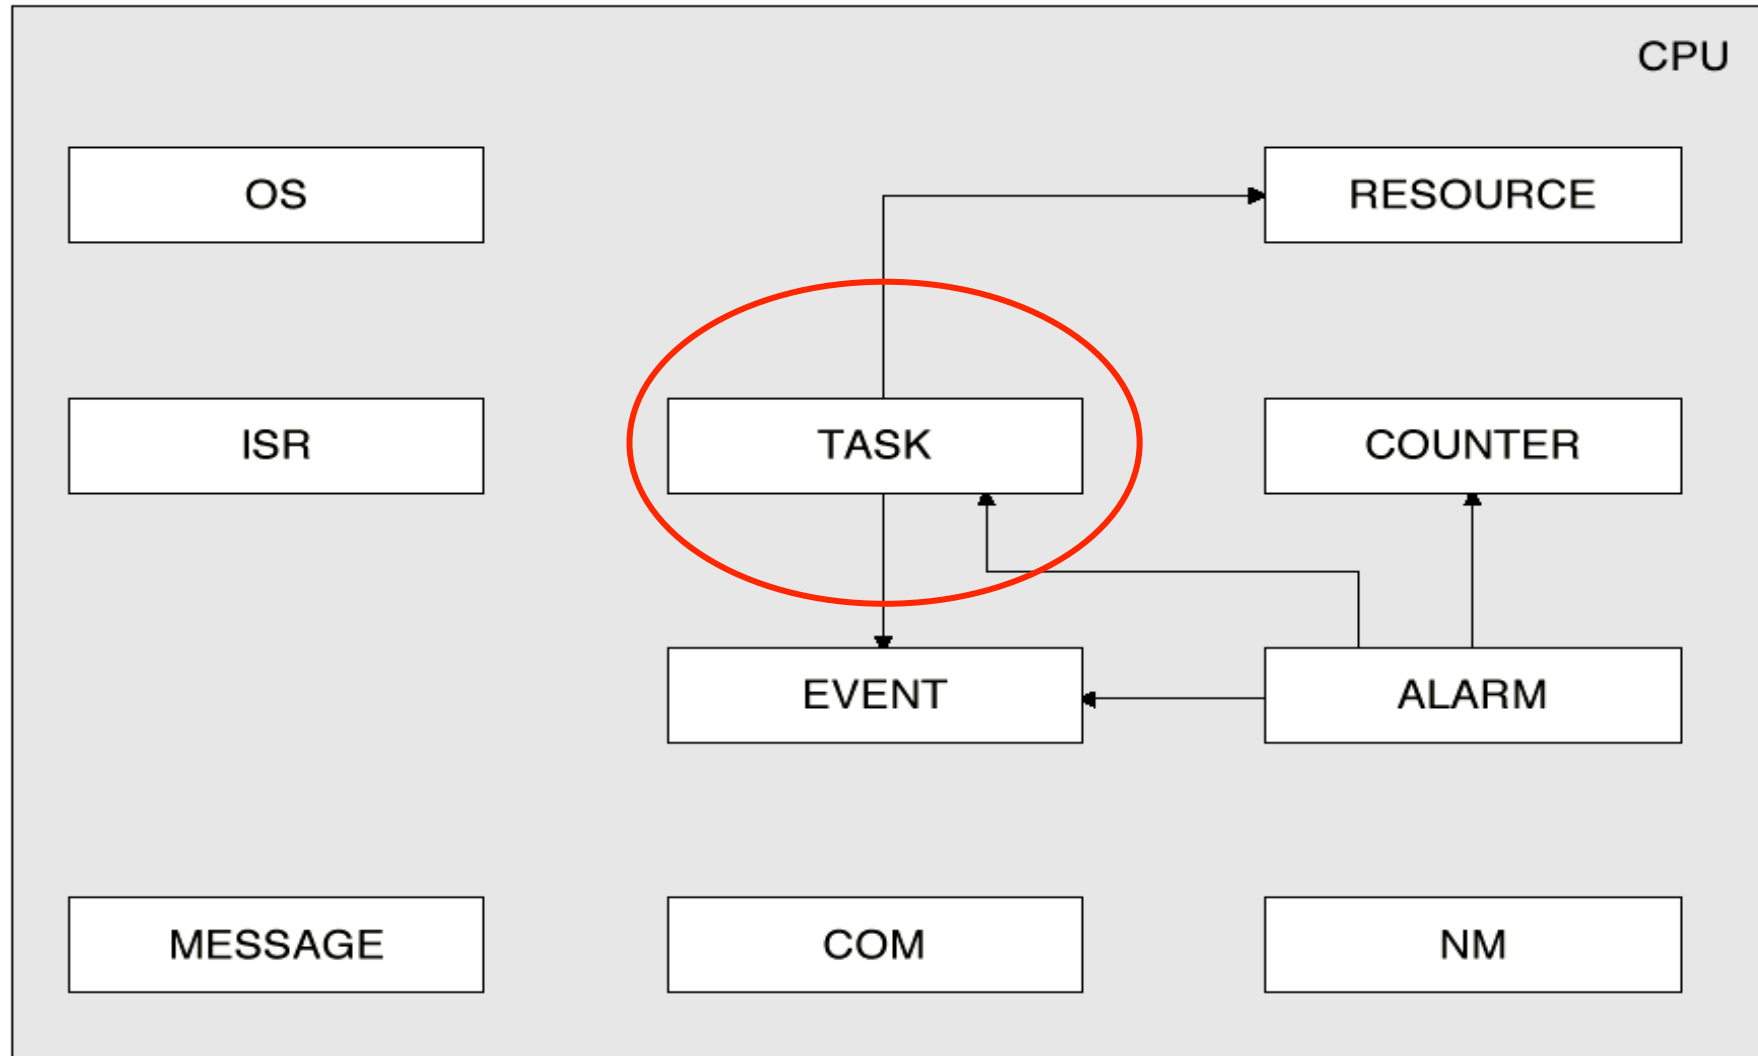 CPU
OS
RESOURCE
ISR
TASK
COUNTER
EVENT
ALARM
MESSAGE
COM
NM